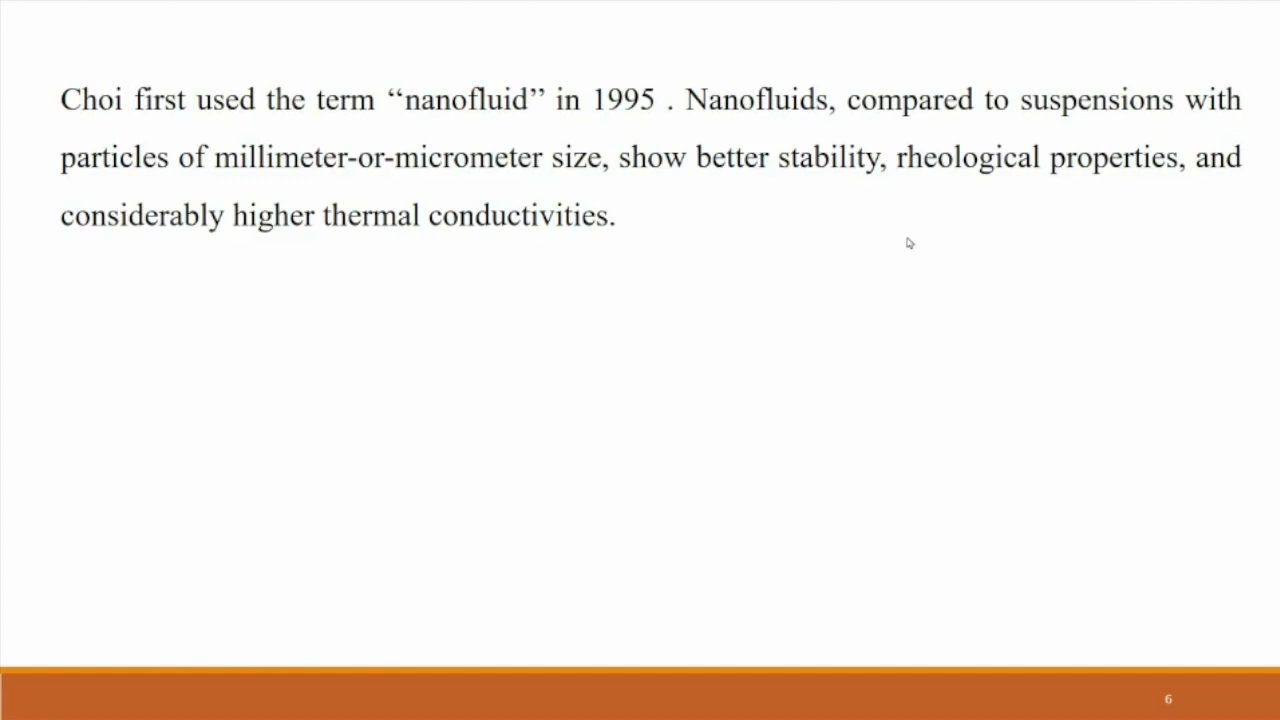 Choi first used the term ‘‘nanofluid’’ in 1995 . Nanofluids, compared to suspensions with
particles of millimeter-or-micrometer size, show better stability, rheological properties, and
considerably higher thermal conductivities.
6